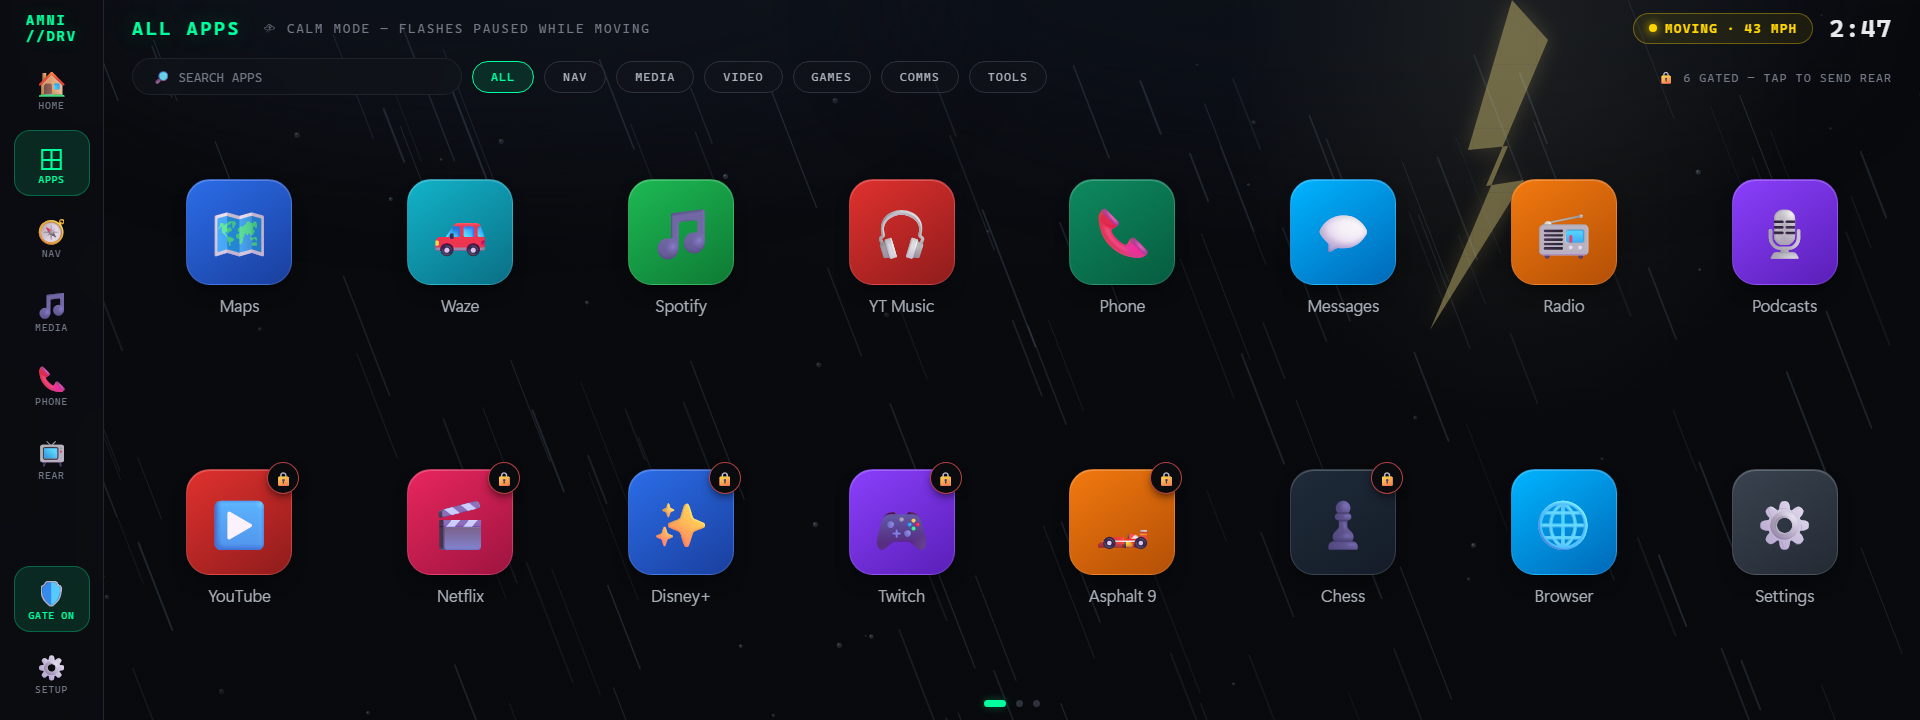 AMNI
//DRV
HOME
APPS
NAV
MEDIA
PHONE
REAR
GATE ON
SETUP
ALL APPS
CALM MODE — FLASHES PAUSED WHILE MOVING
MOVING · 43 MPH
2:47
SEARCH APPS
ALL NAV MEDIA VIDEO GAMES COMMS TOOLS
6 GATED — TAP TO SEND REAR
Maps Waze Spotify YT Music Phone Messages Radio Podcasts
YouTube Netflix Disney+ Twitch Asphalt 9 Chess Browser Settings